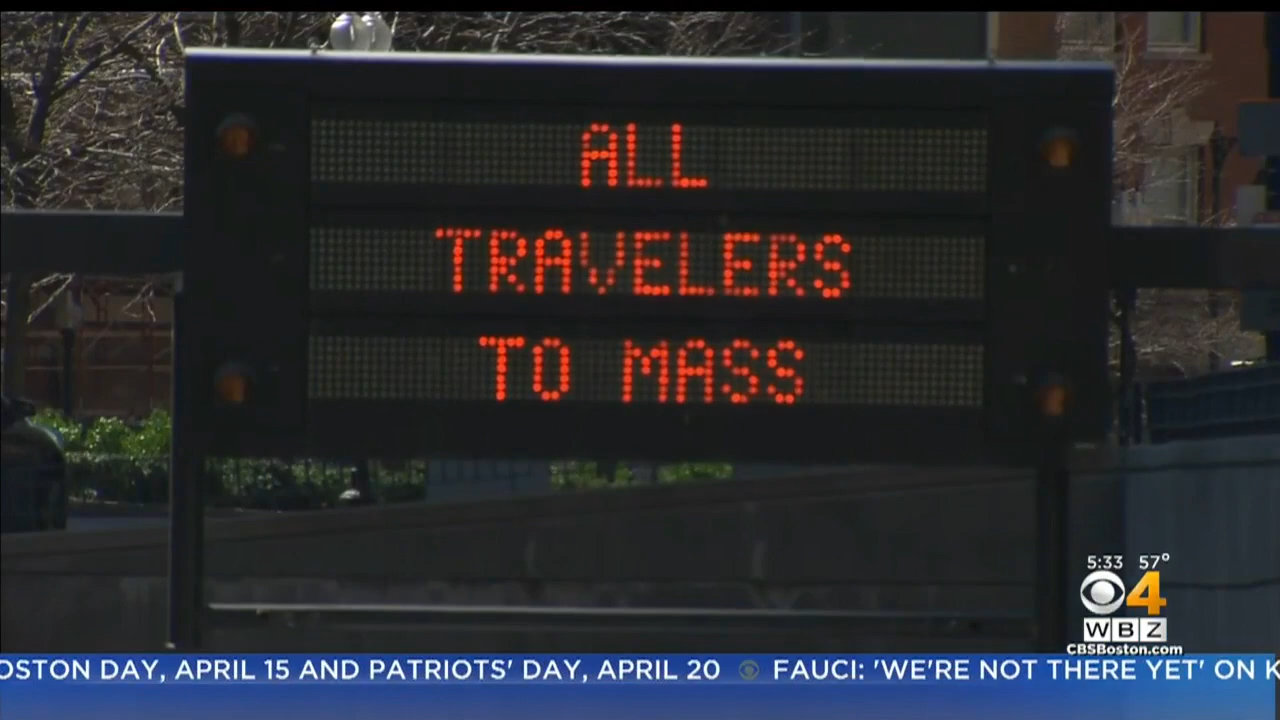 ALL
TRAVELERS
TO MASS
5:33 57°
4
WBZ
CBSBoston.com
OSTON DAY, APRIL 15 AND PATRIOTS' DAY, APRIL 20 FAUCI: 'WE'RE NOT THERE YET' ON K